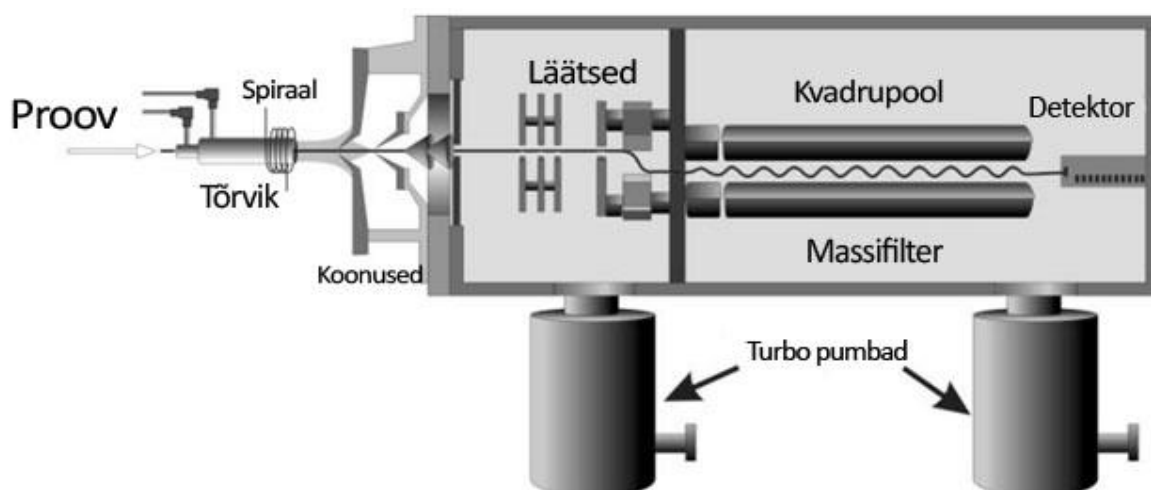 Proov
Spiraal
Tõrvik
Koonused
Läätsed
Kvadrupool
Detektor
Massifilter
Turbo pumbad